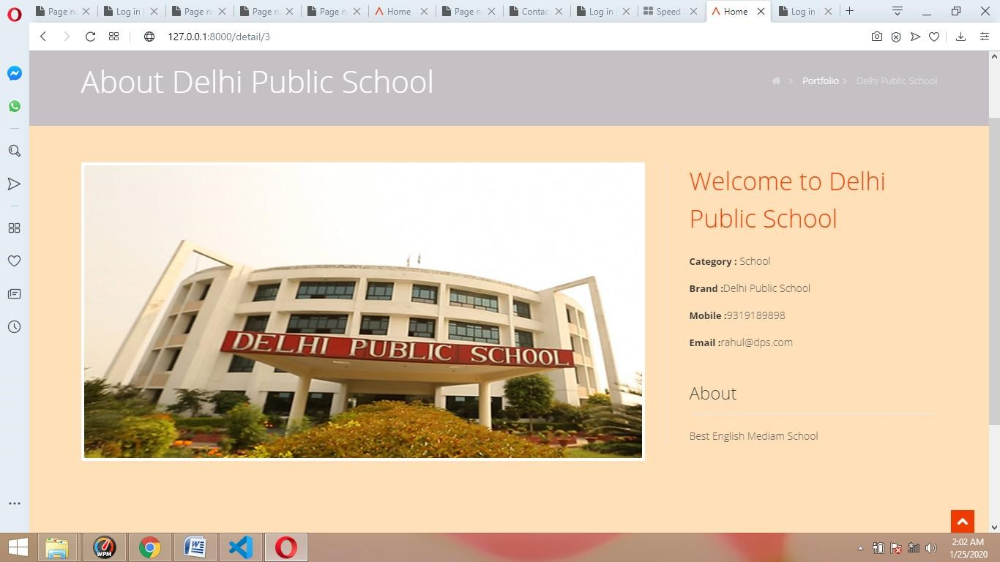 Page n
Log in
Page n
Page n
Page n
Home
Page n
Contac
Log in
Speed
Home
Log in
127.0.0.1:8000/detail/3
About Delhi Public School
Portfolio
Delhi Public School
DELHI PUBLIC SCHOOL
Welcome to Delhi
Public School
Category : School
Brand :Delhi Public School
Mobile :9319189898
Email :rahul@dps.com
About
Best English Mediam School
WPM
2:02 AM
1/25/2020